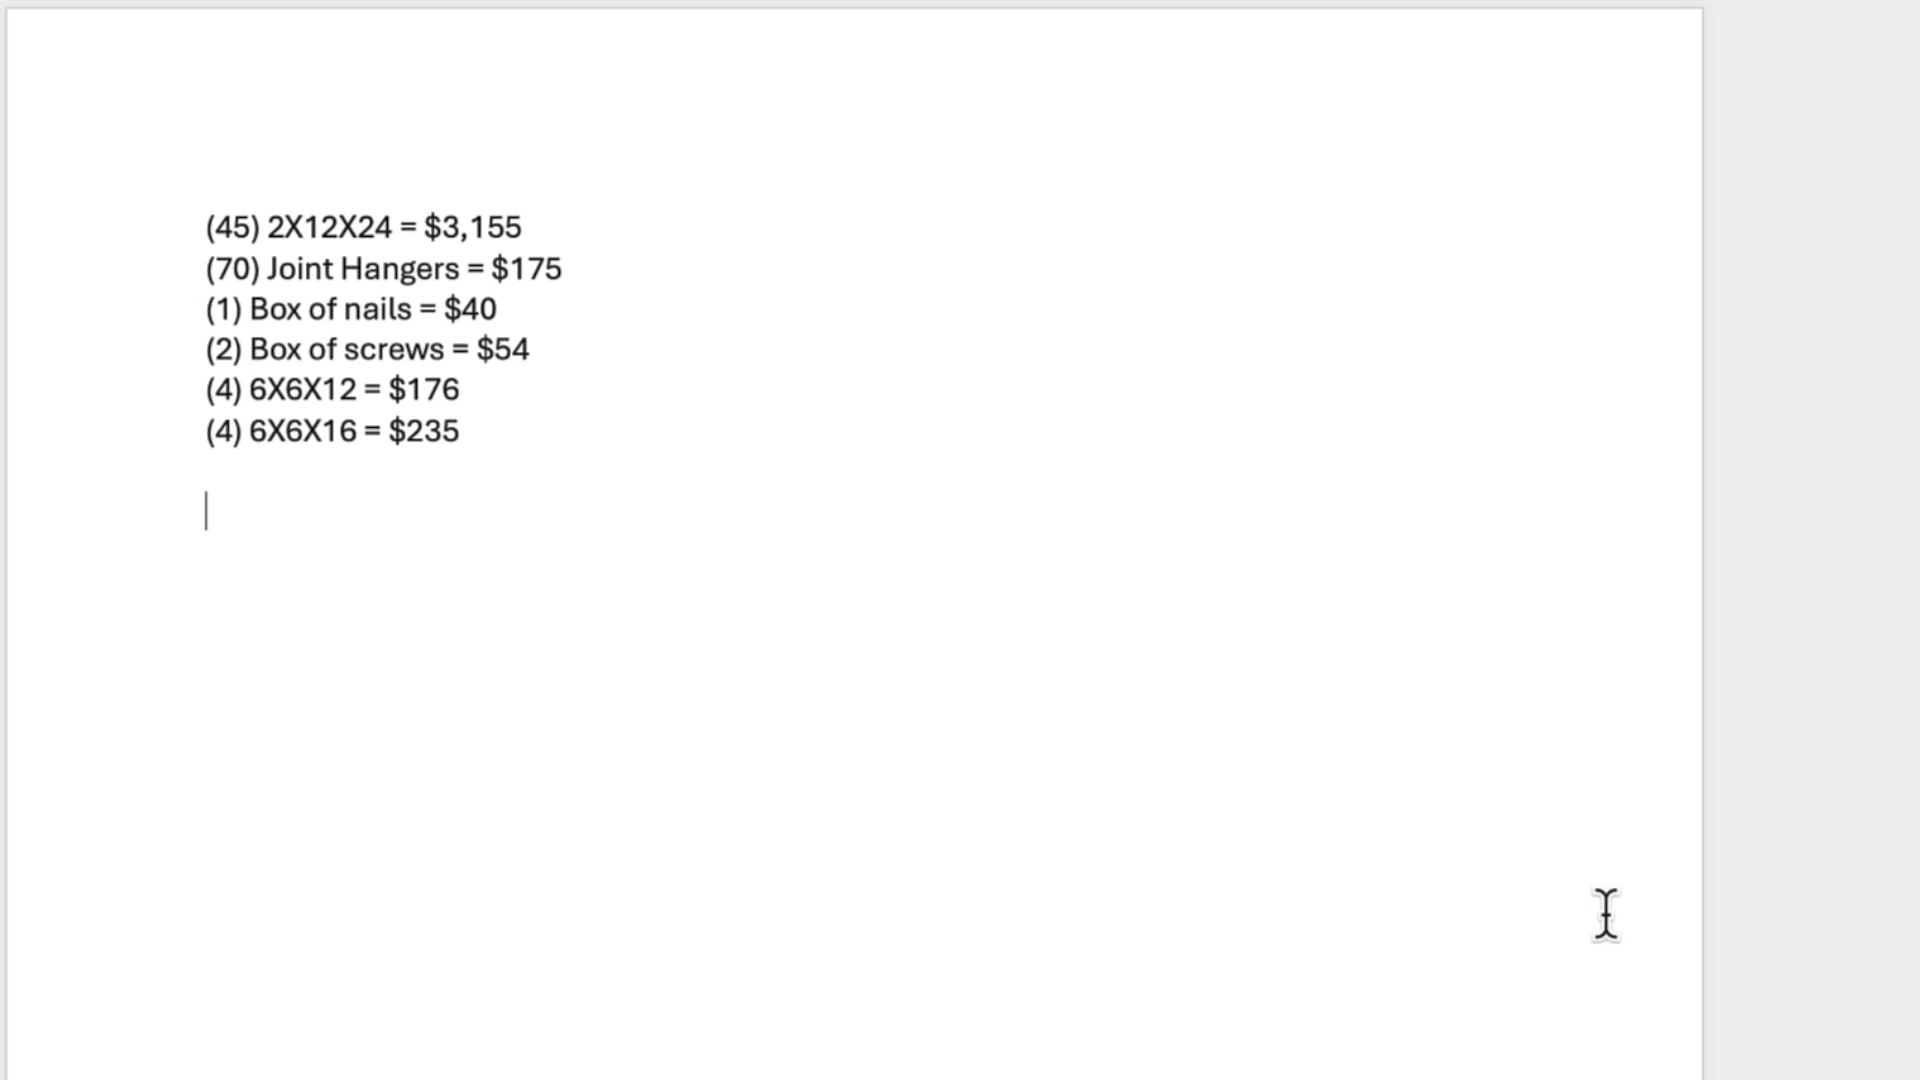 (45) 2X12X24 = $3,155
(70) Joint Hangers = $175
(1) Box of nails = $40
(2) Box of screws = $54
(4) 6X6X12 = $176
(4) 6X6X16 = $235